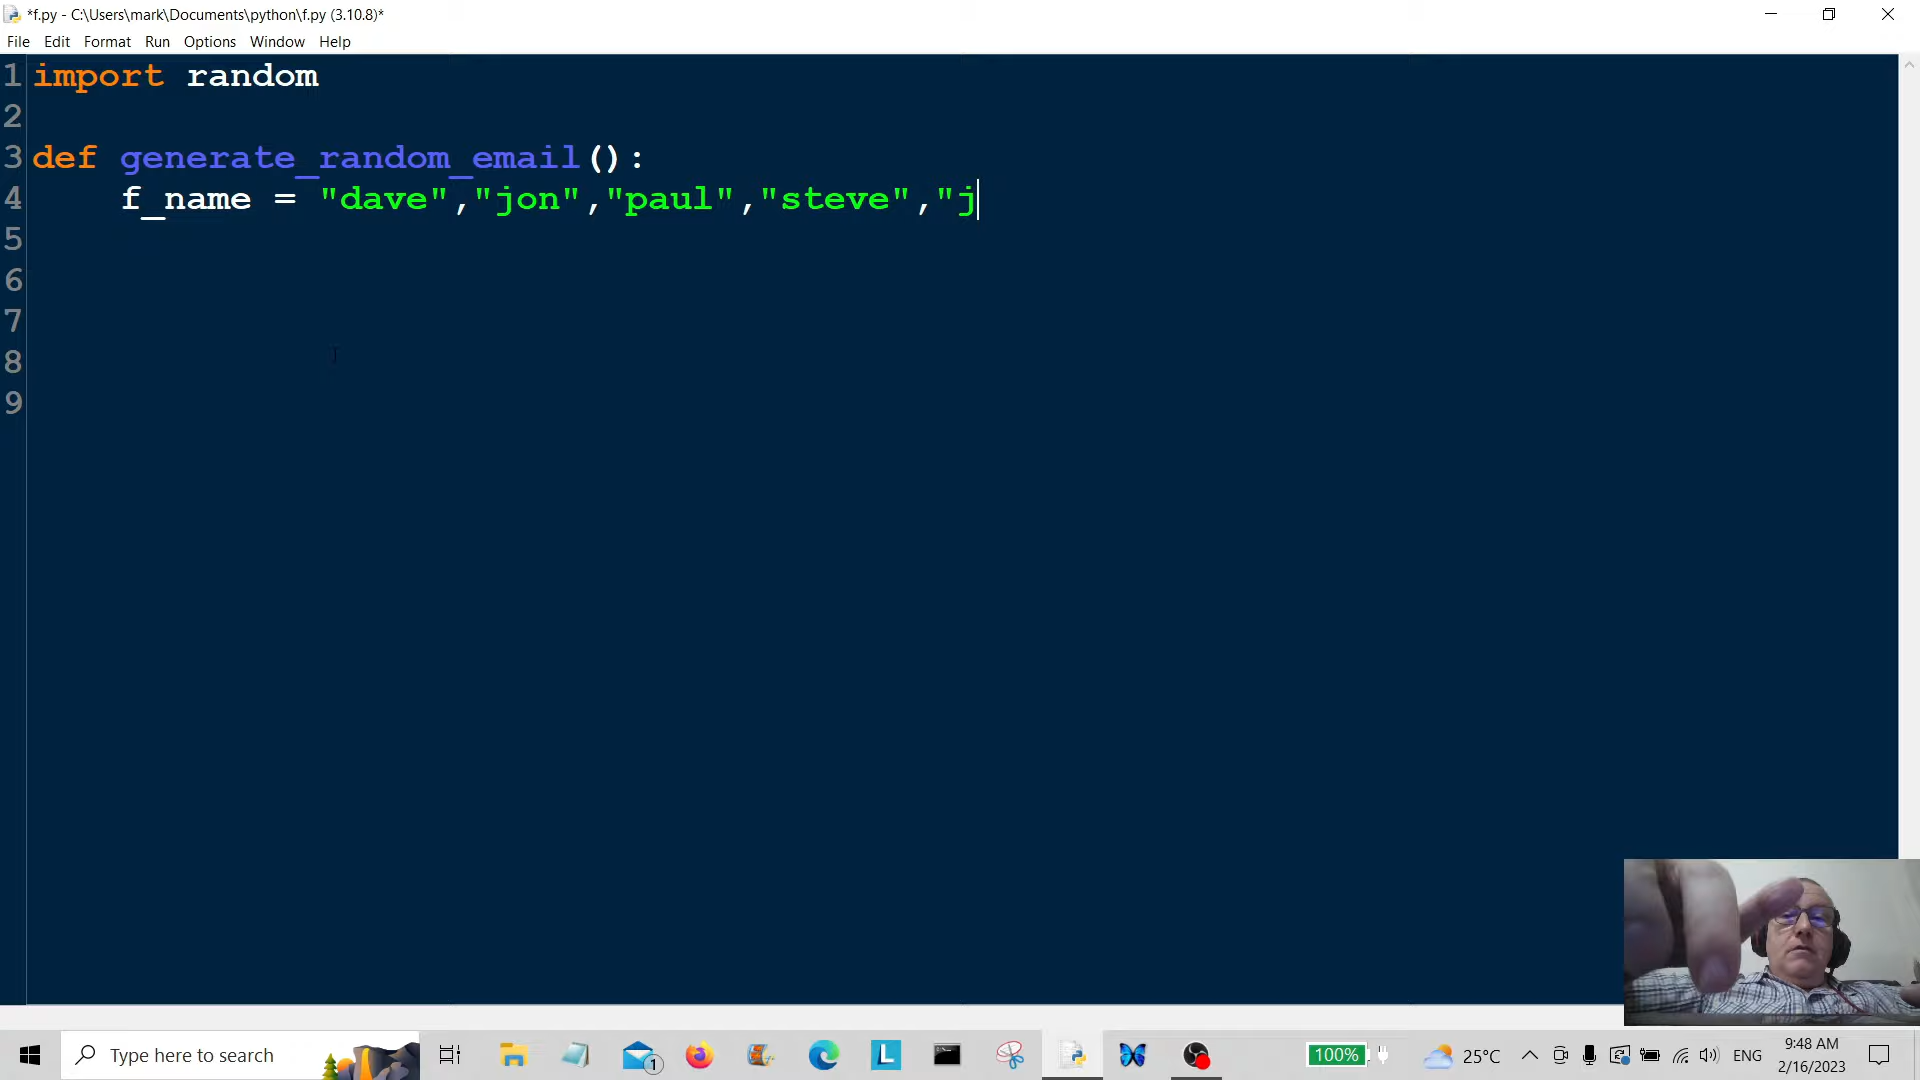 *f.py - C:\Users\mark\Documents\python\f.py (3.10.8)*
File Edit Format Run Options Window Help
1 import random
2
3 def generate_random_email():
4 f_name = "dave","jon","paul","steve","j
5
6
7
8
9
Type here to search
1
L
100%
25°C
ENG
9:48 AM
2/16/2023